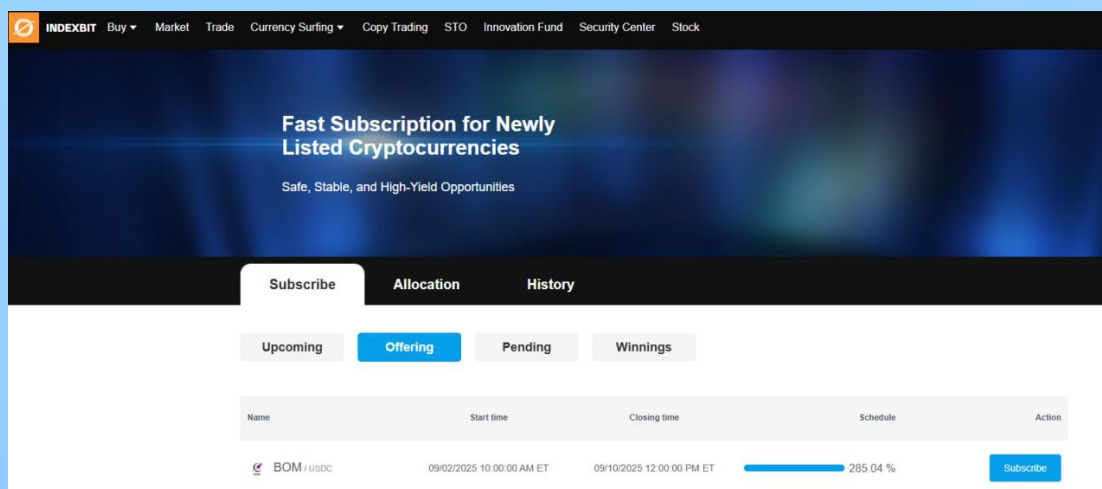 INDEXBIT Buy Market Trade Currency Surfing Copy Trading STO Innovation Fund Security Center Stock
Fast Subscription for Newly
Listed Cryptocurrencies
Safe, Stable, and High-Yield Opportunities
Subscribe Allocation History
Upcoming Offering Pending Winnings
Name Start time Closing time Schedule Action
BOM / USDC 09/02/2025 10:00:00 AM ET 09/10/2025 12:00:00 PM ET 285.04 % Subscribe